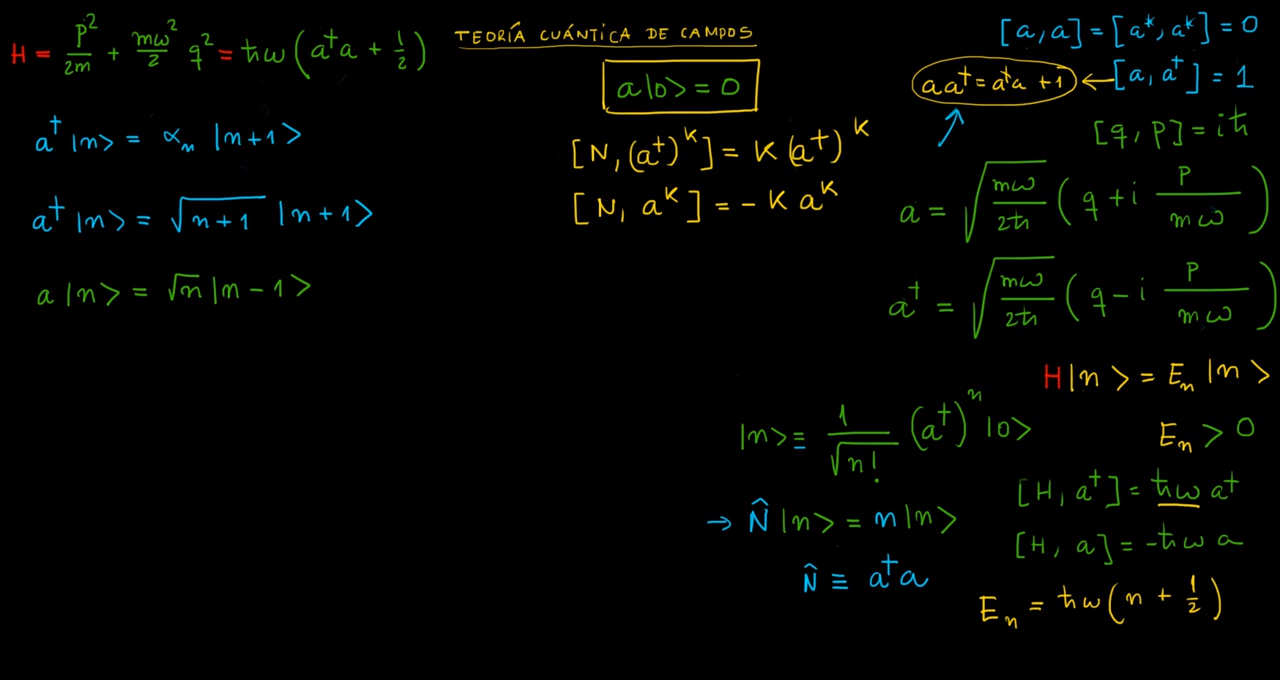 H = p²/2m + mω²/2 q² = ħω (a†a + 1/2)
TEORÍA CUÁNTICA DE CAMPOS
a|0> = 0
[a, a] = [a*, a*] = 0
aa† = a†a + 1 ← [a, a†] = 1
[q, p] = iħ
a†|n> = αₙ |n+1>
[N, (a†)ᴷ] = K (a†)ᴷ
a†|n> = √(n+1) |n+1>
[N, aᴷ] = - K aᴷ
a = √(mω/2ħ) (q + i p/mω)
a|n> = √n |n-1>
a† = √(mω/2ħ) (q - i p/mω)
H|n> = Eₙ |n>
|n> ≡ 1/√n! (a†)ⁿ |0>
Eₙ > 0
[H, a†] = ħω a†
→ N̂|n> = n|n>
[H, a] = -ħω a
N̂ ≡ a†a
Eₙ = ħω (n + 1/2)